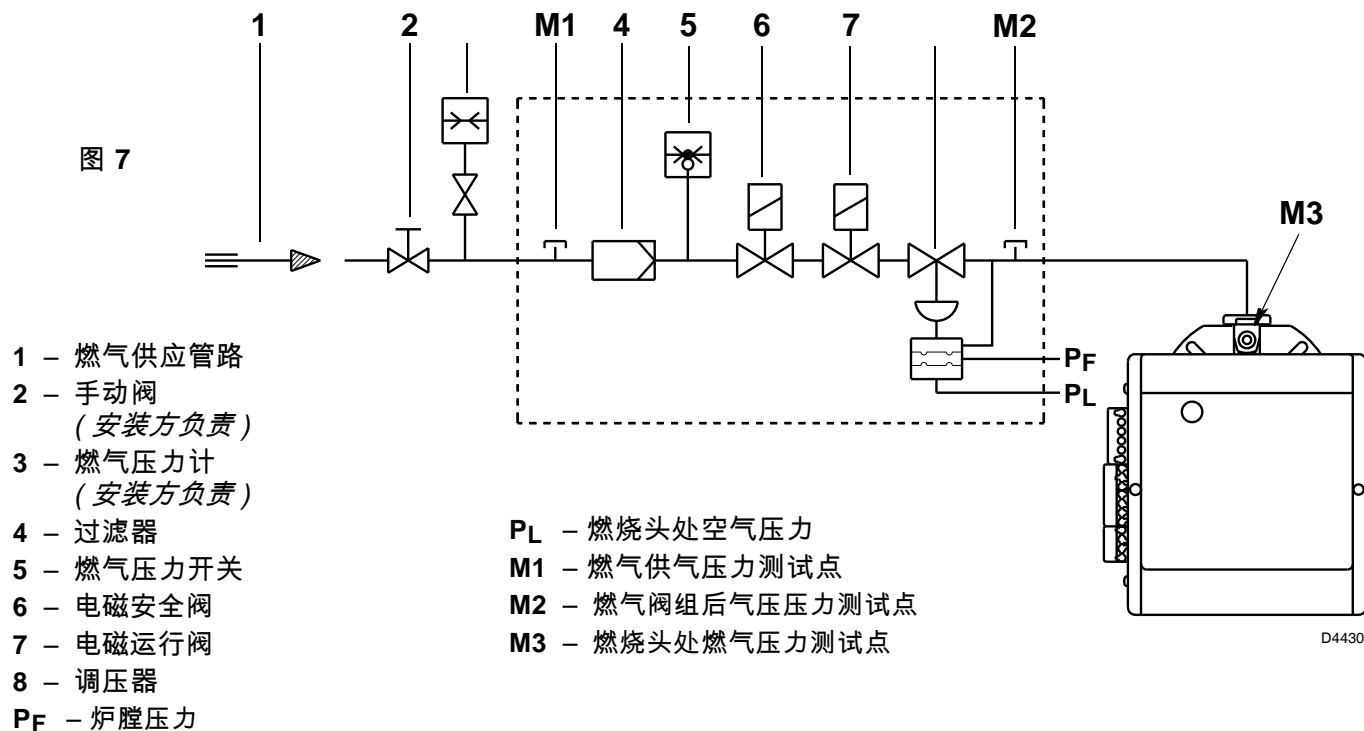 1 2 M1 4 5 6 7 M2
图 7
M3
PF
PL
1 – 燃气供应管路
2 – 手动阀
( 安装方负责 )
3 – 燃气压力计
( 安装方负责 )
4 – 过滤器
5 – 燃气压力开关
6 – 电磁安全阀
7 – 电磁运行阀
8 – 调压器
PF – 炉膛压力
PL – 燃烧头处空气压力
M1 – 燃气供气压力测试点
M2 – 燃气阀组后气压压力测试点
M3 – 燃烧头处燃气压力测试点
D4430